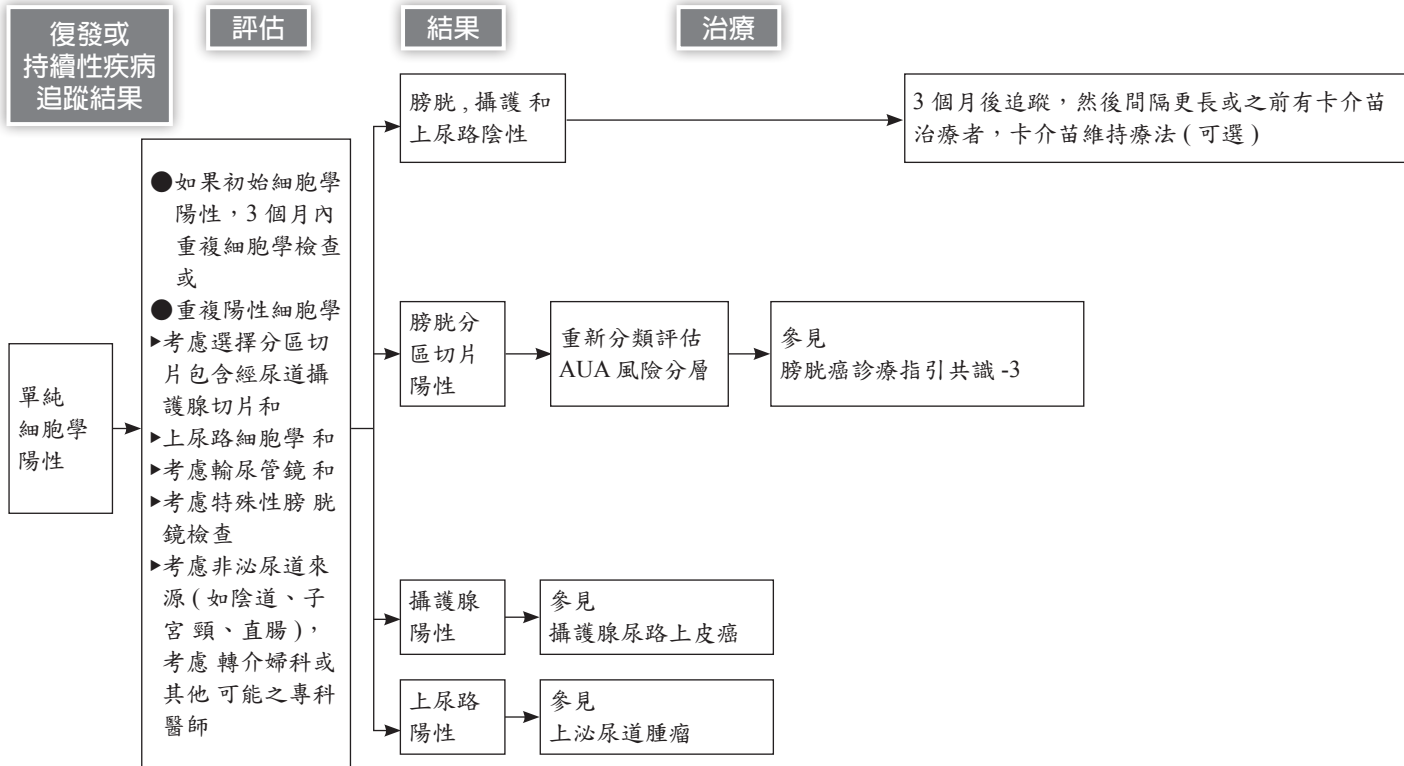 復發或
持續性疾病
追蹤結果
評估
結果
治療
單純
細胞學
陽性
●如果初始細胞學
陽性，3 個月內
重複細胞學檢查
或
●重複陽性細胞學
▸考慮選擇分區切
片包含經尿道攝
護腺切片和
▸上尿路細胞學 和
▸考慮輸尿管鏡 和
▸考慮特殊性膀 胱
鏡檢查
▸考慮非泌尿道來
源 ( 如陰道、子
宮 頸、直腸 )，
考慮 轉介婦科或
其他 可能之專科
醫師
膀胱 , 攝護 和
上尿路陰性
3 個月後追蹤，然後間隔更長或之前有卡介苗
治療者，卡介苗維持療法 ( 可選 )
膀胱分
區切片
陽性
重新分類評估
AUA 風險分層
參見
膀胱癌診療指引共識 -3
攝護腺
陽性
參見
攝護腺尿路上皮癌
上尿路
陽性
參見
上泌尿道腫瘤